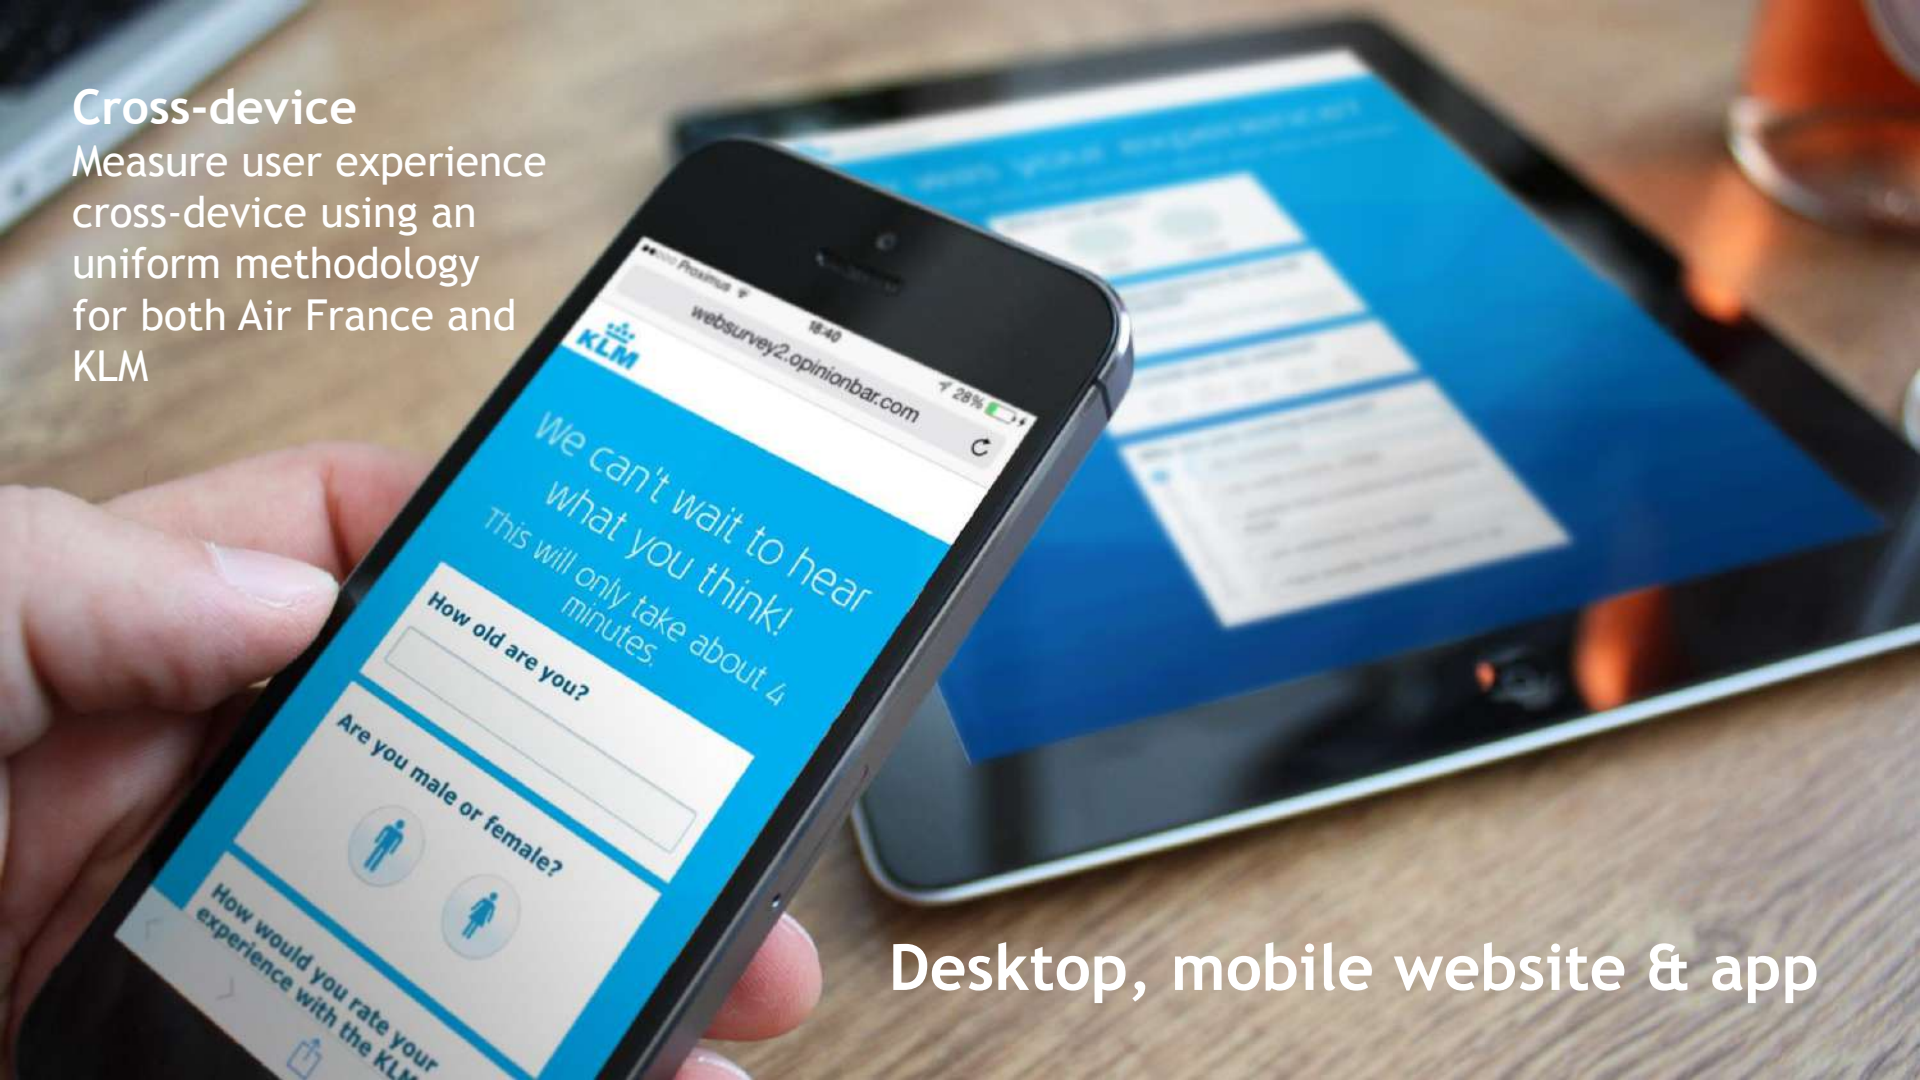 Cross-device
Measure user experience
cross-device using an
uniform methodology
for both Air France and
KLM
Proximus
18:40
28%
websurvey2.opinionbar.com
KLM
We can't wait to hear
what you think!
This will only take about 4
minutes.
How old are you?
Are you male or female?
How would you rate your
experience with the KLM
your experience
Desktop, mobile website & app